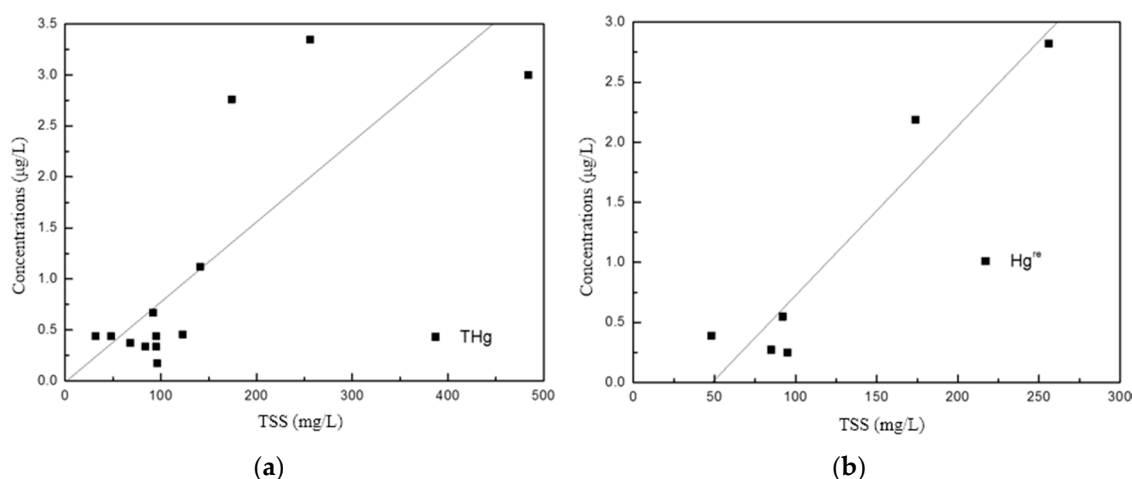 3.5
3.0
2.5
2.0
1.5
1.0
0.5
0.0
Concentrations (μg/L)
THg
0 100 200 300 400 500
TSS (mg/L)
(a)
3.0
2.5
2.0
1.5
1.0
0.5
0.0
Concentrations (μg/L)
Hg^re
0 50 100 150 200 250 300
TSS (mg/L)
(b)